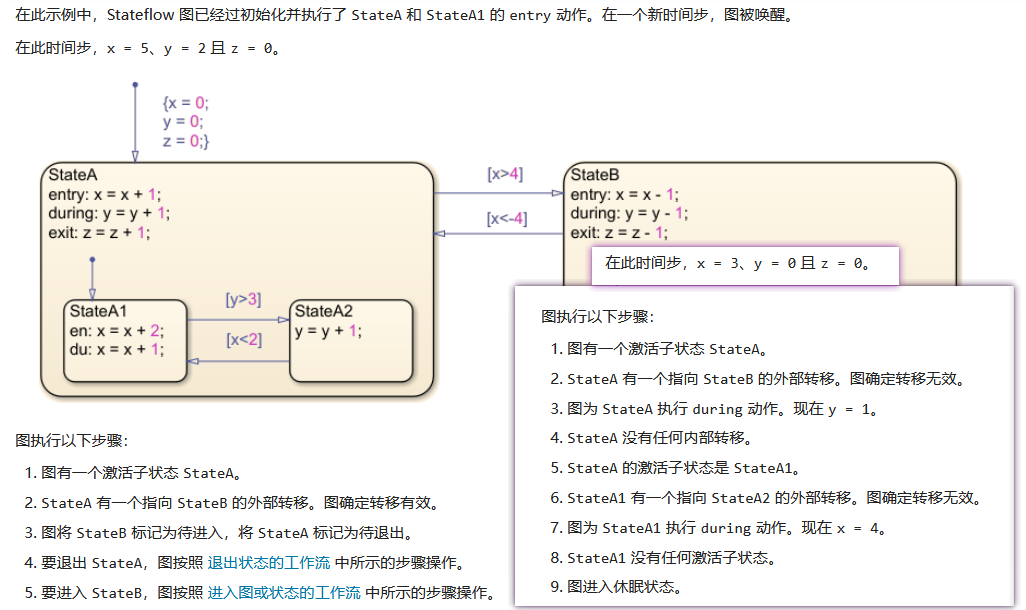 在此示例中，Stateflow 图已经过初始化并执行了 StateA 和 StateA1 的 entry 动作。在一个新时间步，图被唤醒。
在此时间步，x = 5、y = 2 且 z = 0。
{x = 0;
y = 0;
z = 0;}
StateA
entry: x = x + 1;
during: y = y + 1;
exit: z = z + 1;
[x>4]
[x<-4]
StateB
entry: x = x - 1;
during: y = y - 1;
exit: z = z - 1;
在此时间步，x = 3、y = 0 且 z = 0。
StateA1
en: x = x + 2;
du: x = x + 1;
[y>3]
[x<2]
StateA2
y = y + 1;
图执行以下步骤：
1. 图有一个激活子状态 StateA。
2. StateA 有一个指向 StateB 的外部转移。图确定转移有效。
3. 图将 StateB 标记为待进入，将 StateA 标记为待退出。
4. 要退出 StateA，图按照 退出状态的工作流 中所示的步骤操作。
5. 要进入 StateB，图按照 进入图或状态的工作流 中所示的步骤操作。
图执行以下步骤：
1. 图有一个激活子状态 StateA。
2. StateA 有一个指向 StateB 的外部转移。图确定转移无效。
3. 图为 StateA 执行 during 动作。现在 y = 1。
4. StateA 没有任何内部转移。
5. StateA 的激活子状态是 StateA1。
6. StateA1 有一个指向 StateA2 的外部转移。图确定转移无效。
7. 图为 StateA1 执行 during 动作。现在 x = 4。
8. StateA1 没有任何激活子状态。
9. 图进入休眠状态。